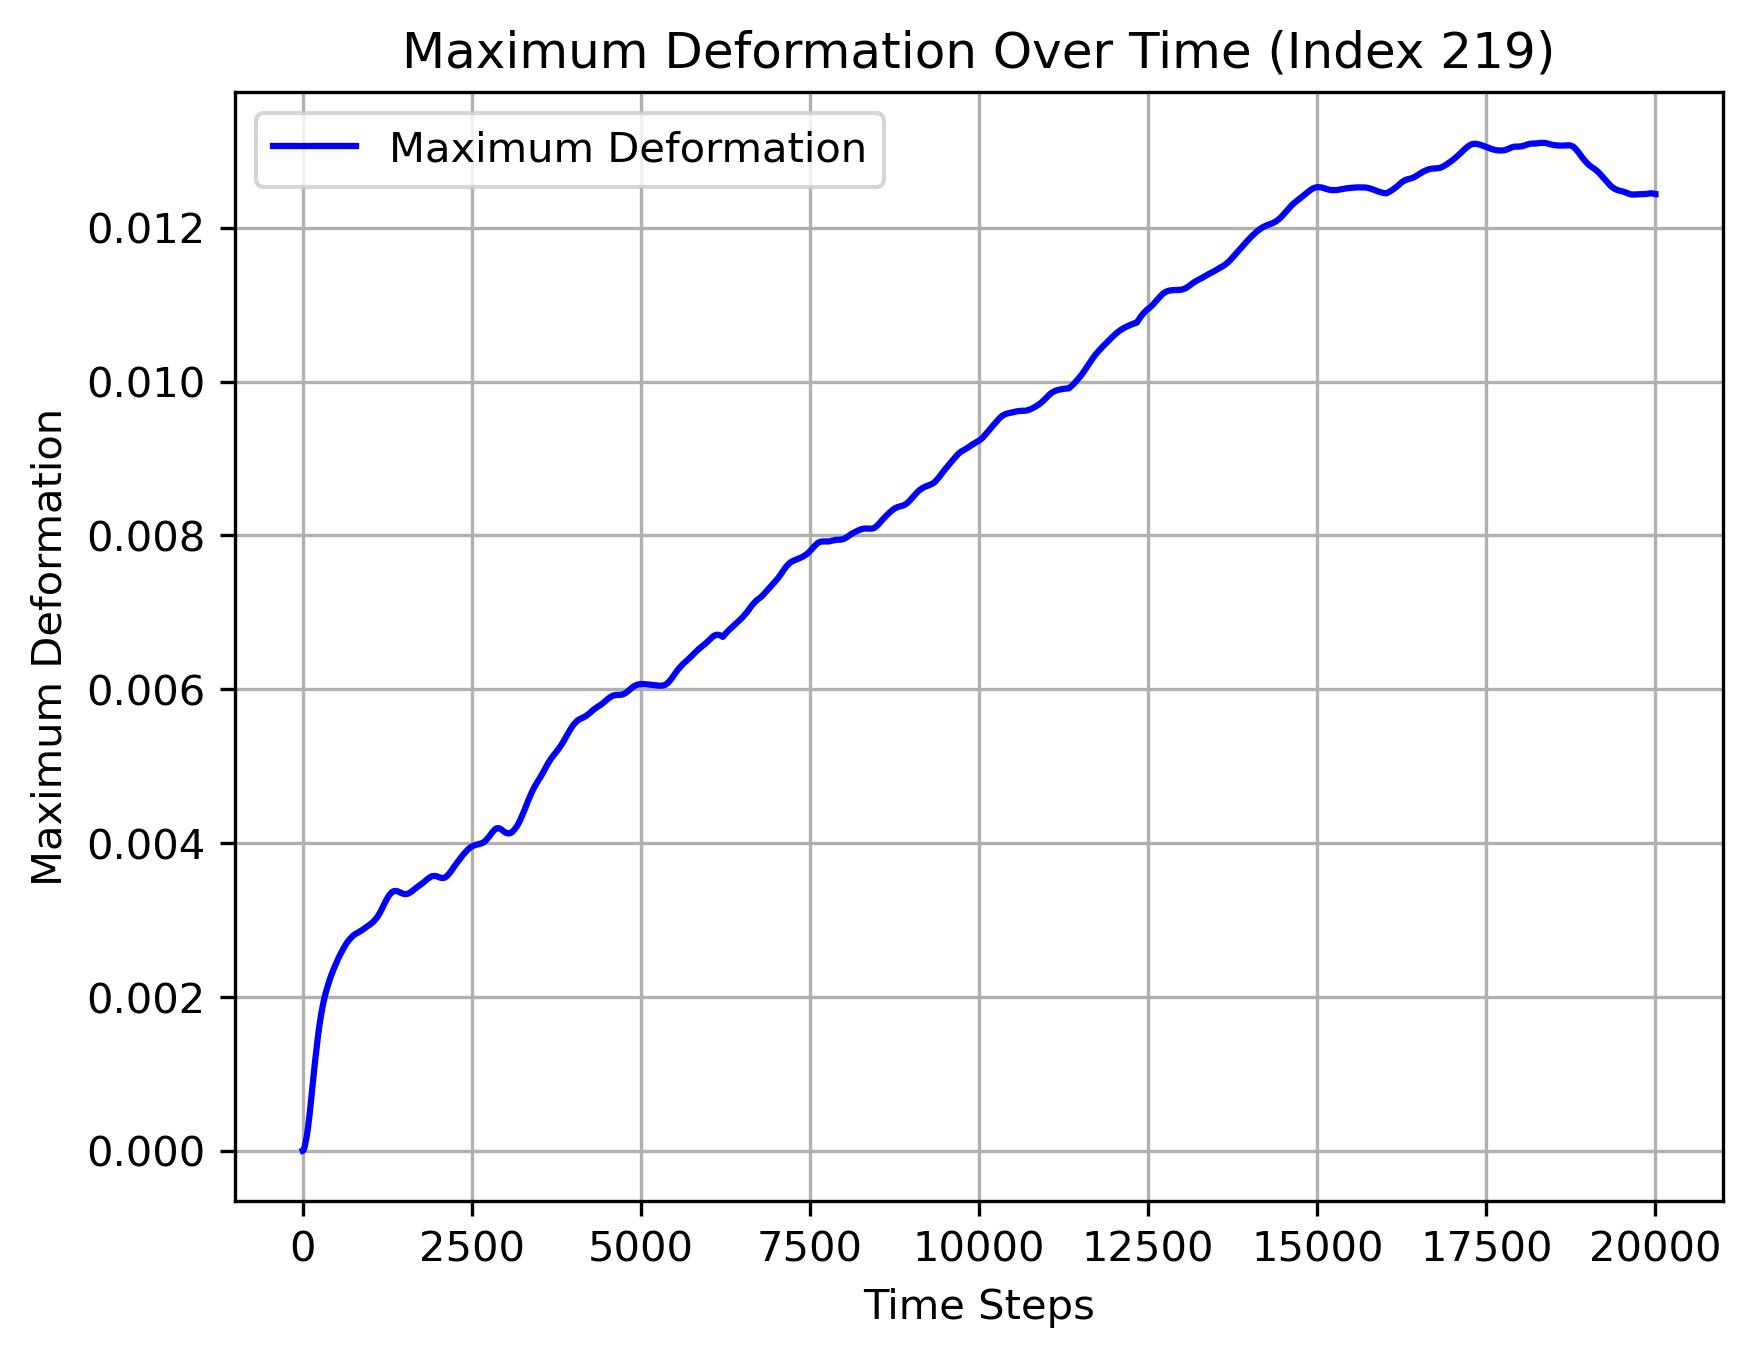 Maximum Deformation Over Time (Index 219)
Maximum Deformation
0.012
0.010
0.008
0.006
0.004
0.002
0.000
Maximum Deformation
0 2500 5000 7500 10000 12500 15000 17500 20000
Time Steps